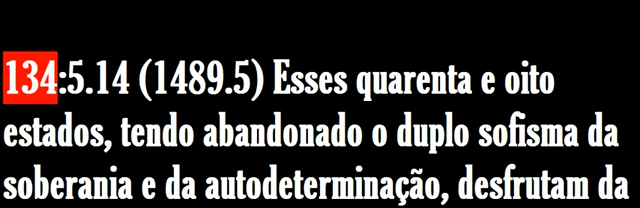 134:5.14 (1489.5) Esses quarenta e oito
estados, tendo abandonado o duplo sofisma da
soberania e da autodeterminação, desfrutam da